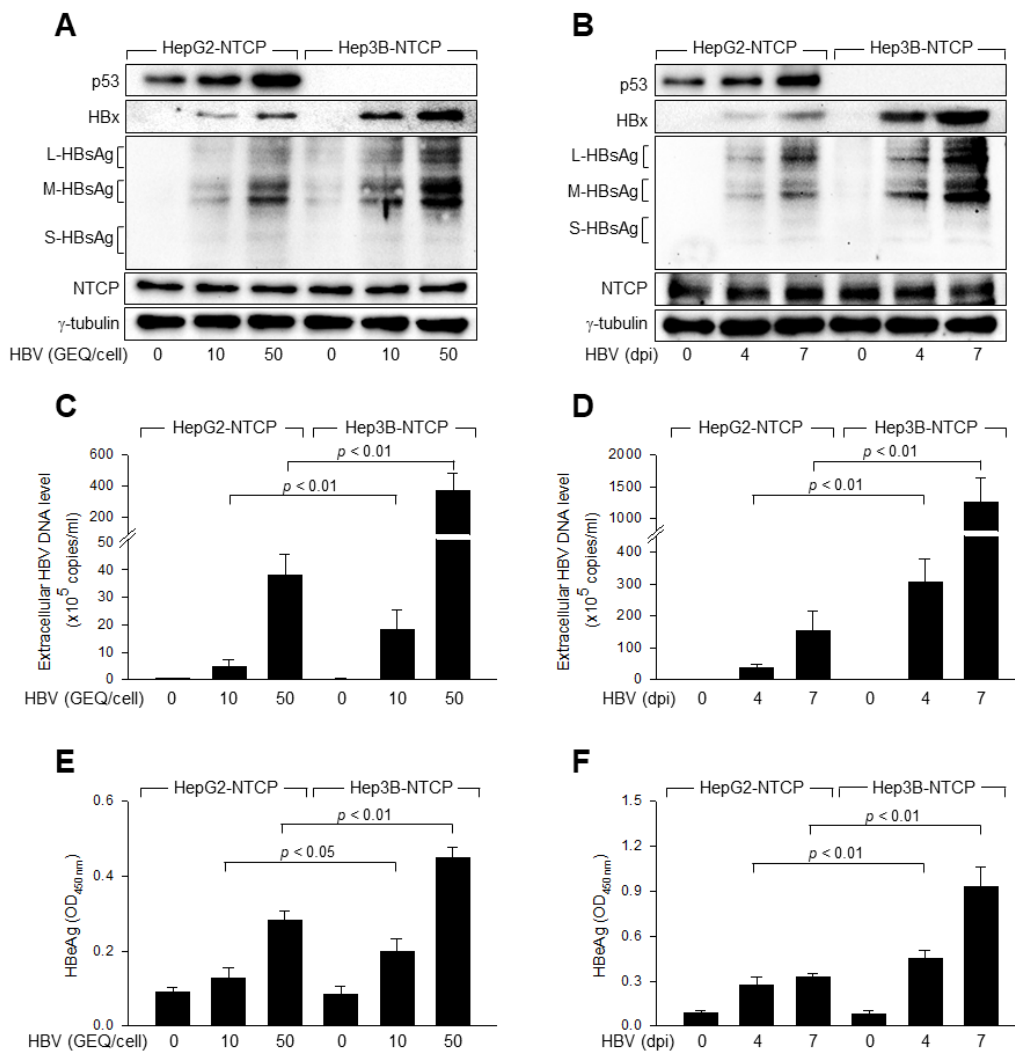 A
HepG2-NTCP Hep3B-NTCP
p53
HBx
L-HBsAg
M-HBsAg
S-HBsAg
NTCP
γ-tubulin
HBV (GEQ/cell) 0 10 50 0 10 50
B
HepG2-NTCP Hep3B-NTCP
p53
HBx
L-HBsAg
M-HBsAg
S-HBsAg
NTCP
γ-tubulin
HBV (dpi) 0 4 7 0 4 7
C
HepG2-NTCP Hep3B-NTCP
p < 0.01
p < 0.01
Extracellular HBV DNA level
(x10⁵ copies/ml)
600
400
200
50
40
30
20
10
0
HBV (GEQ/cell) 0 10 50 0 10 50
D
HepG2-NTCP Hep3B-NTCP
p < 0.01
p < 0.01
Extracellular HBV DNA level
(x10⁵ copies/ml)
2000
1500
1000
400
300
200
100
0
HBV (dpi) 0 4 7 0 4 7
E
HepG2-NTCP Hep3B-NTCP
p < 0.01
p < 0.05
HBeAg (OD450 nm)
0.6
0.4
0.2
0.0
HBV (GEQ/cell) 0 10 50 0 10 50
F
HepG2-NTCP Hep3B-NTCP
p < 0.01
p < 0.01
HBeAg (OD450 nm)
1.5
1.2
0.9
0.6
0.3
0.0
HBV (dpi) 0 4 7 0 4 7